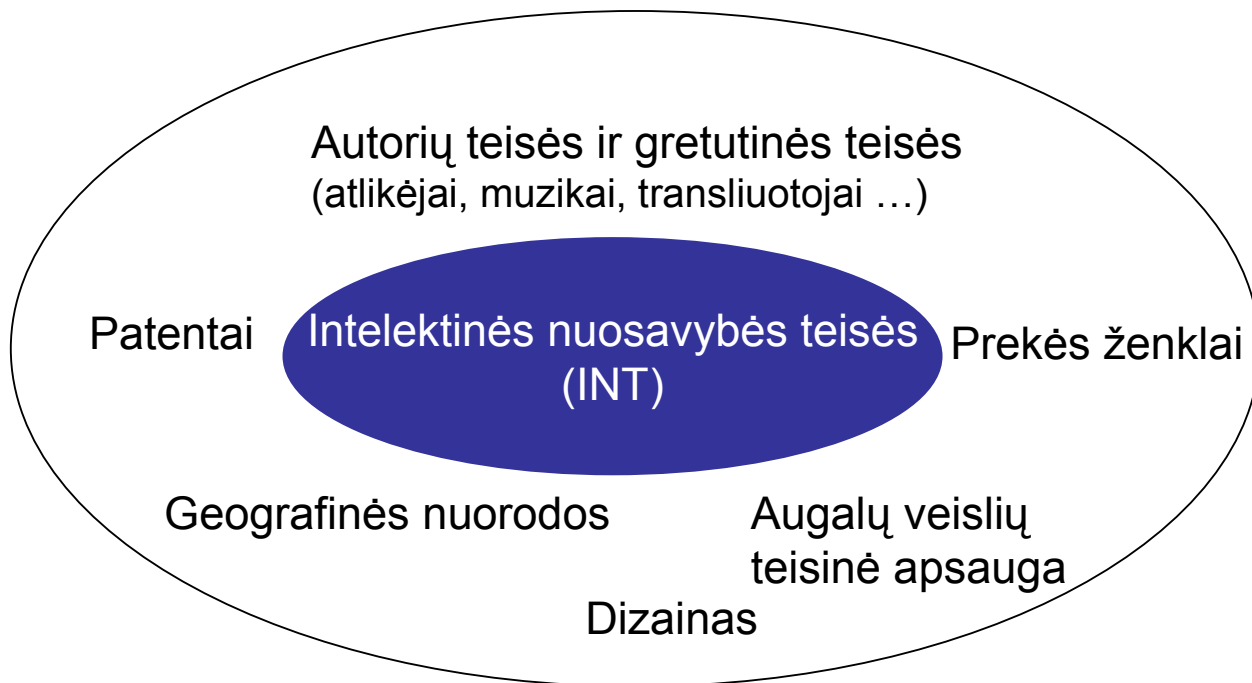 Autorių teisės ir gretutinės teisės
(atlikėjai, muzikai, transliuotojai …)
Patentai
Intelektinės nuosavybės teisės
(INT)
Prekės ženklai
Geografinės nuorodos
Augalų veislių
teisinė apsauga
Dizainas